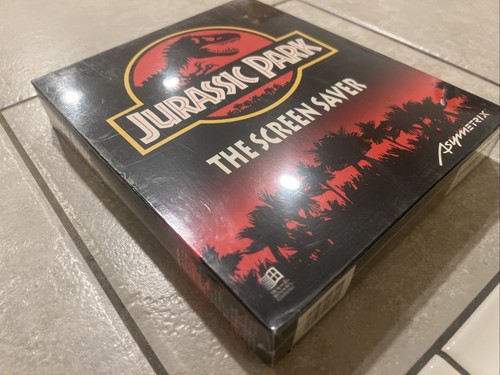 JURASSIC PARK
THE SCREEN SAVER
Asymetrix